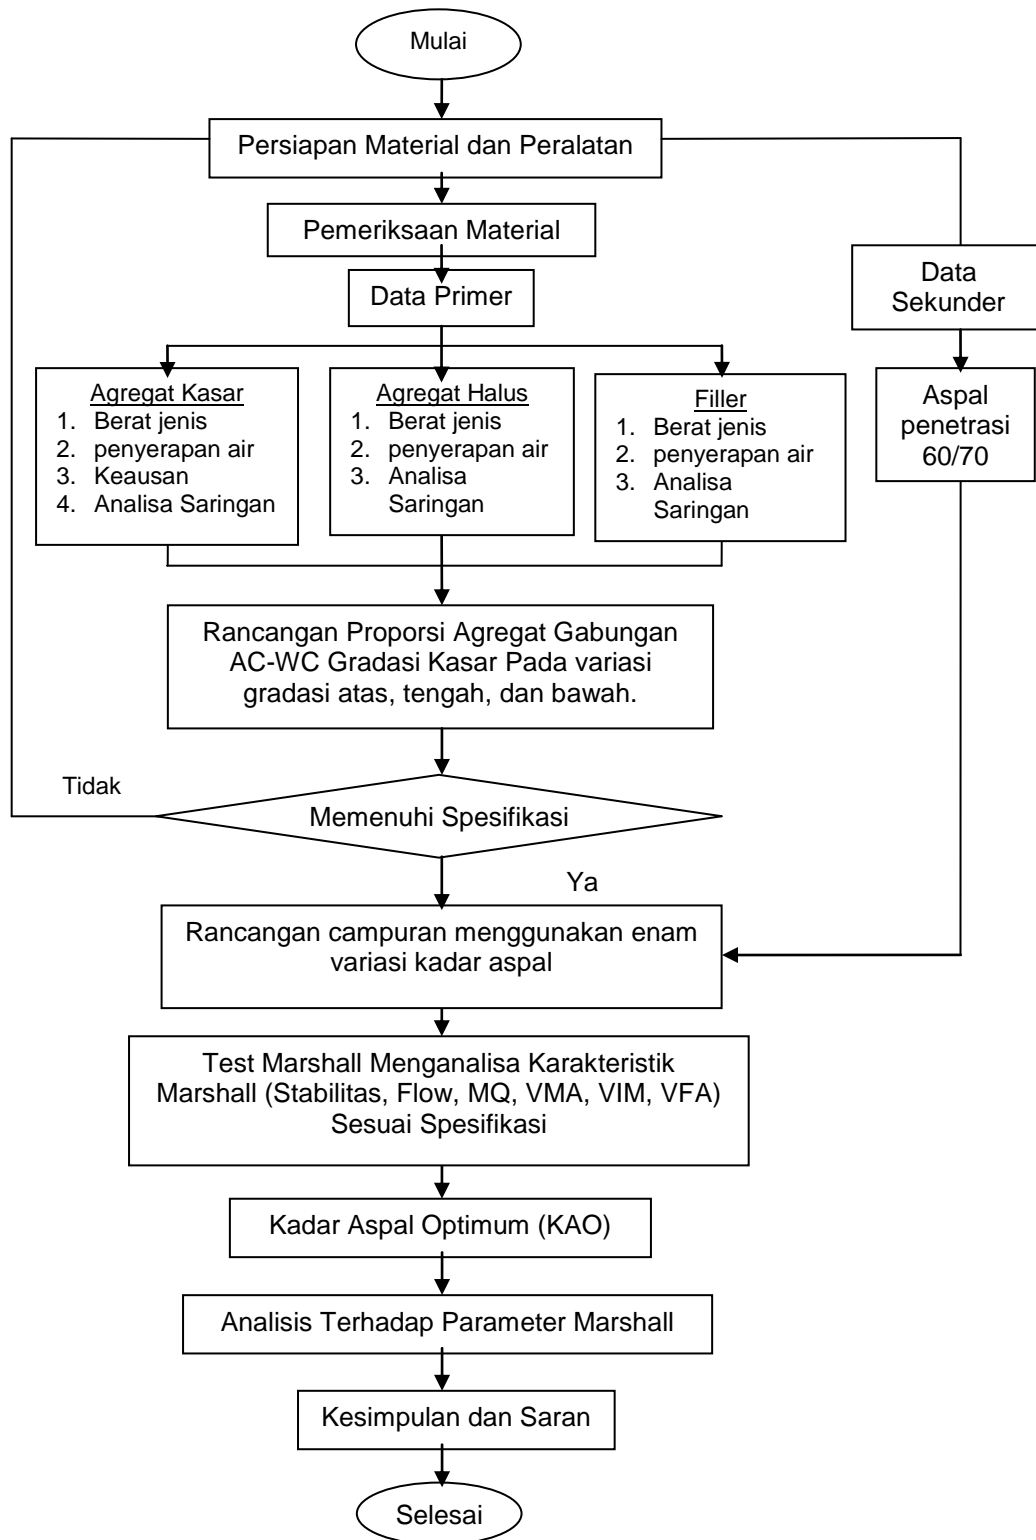 Mulai
Persiapan Material dan Peralatan
Pemeriksaan Material
Data Primer
Data
Sekunder
Agregat Kasar
1. Berat jenis
2. penyerapan air
3. Keausan
4. Analisa Saringan
Agregat Halus
1. Berat jenis
2. penyerapan air
3. Analisa
Saringan
Filler
1. Berat jenis
2. penyerapan air
3. Analisa
Saringan
Aspal
penetrasi
60/70
Rancangan Proporsi Agregat Gabungan
AC-WC Gradasi Kasar Pada variasi
gradasi atas, tengah, dan bawah.
Tidak
Memenuhi Spesifikasi
Ya
Rancangan campuran menggunakan enam
variasi kadar aspal
Test Marshall Menganalisa Karakteristik
Marshall (Stabilitas, Flow, MQ, VMA, VIM, VFA)
Sesuai Spesifikasi
Kadar Aspal Optimum (KAO)
Analisis Terhadap Parameter Marshall
Kesimpulan dan Saran
Selesai